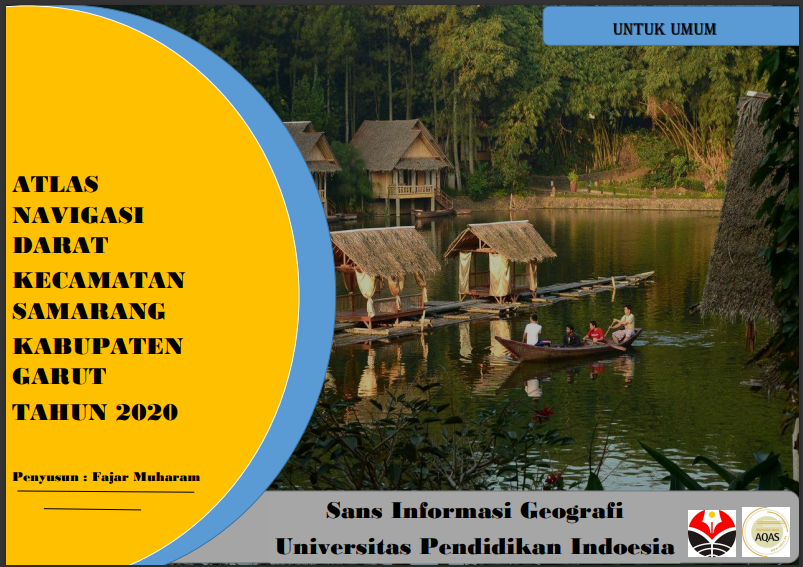 UNTUK UMUM
ATLAS
NAVIGASI
DARAT
KECAMATAN
SAMARANG
KABUPATEN
GARUT
TAHUN 2020
Penyusun : Fajar Muharam
Sans Informasi Geografi
Universitas Pendidikan Indoesia
AQAS